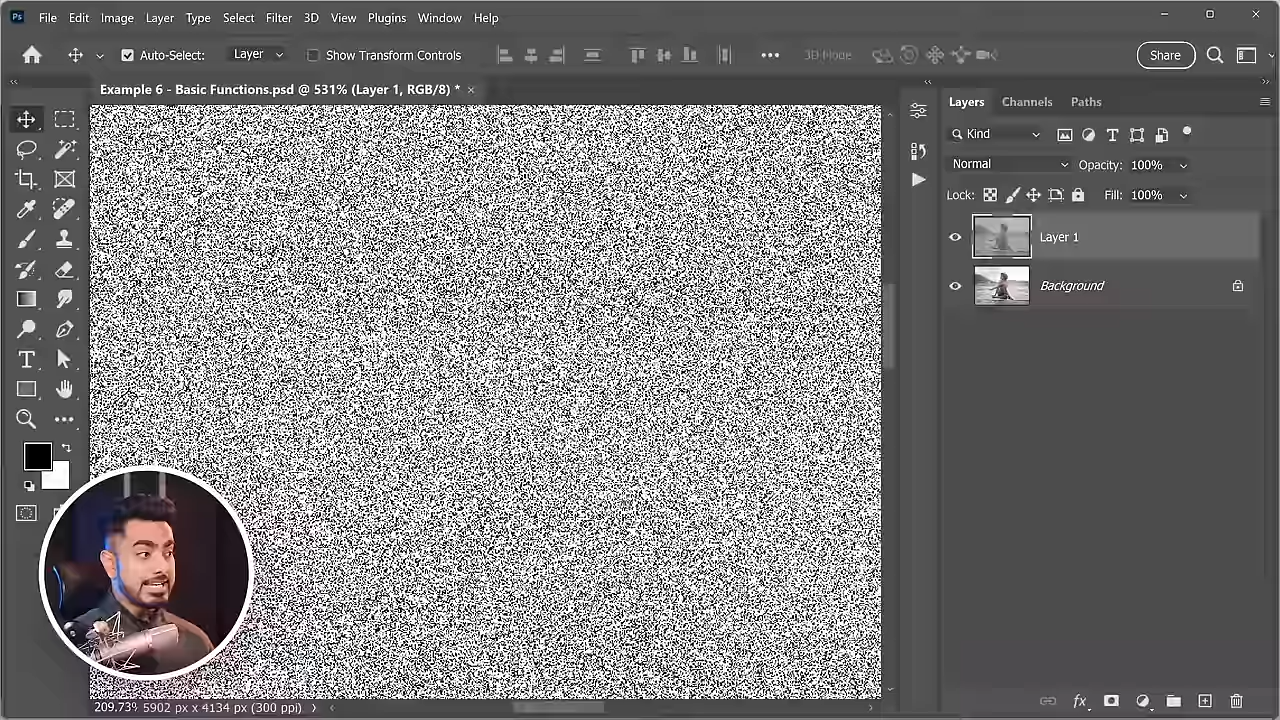 Ps File Edit Image Layer Type Select Filter 3D View Plugins Window Help
Auto-Select: Layer Show Transform Controls 3D Mode Share
Example 6 - Basic Functions.psd @ 531% (Layer 1, RGB/8) *
Layers Channels Paths
Kind
Normal Opacity: 100%
Lock: Fill: 100%
Layer 1
Background
fx
209.73% 5902 px x 4134 px (300 ppi)